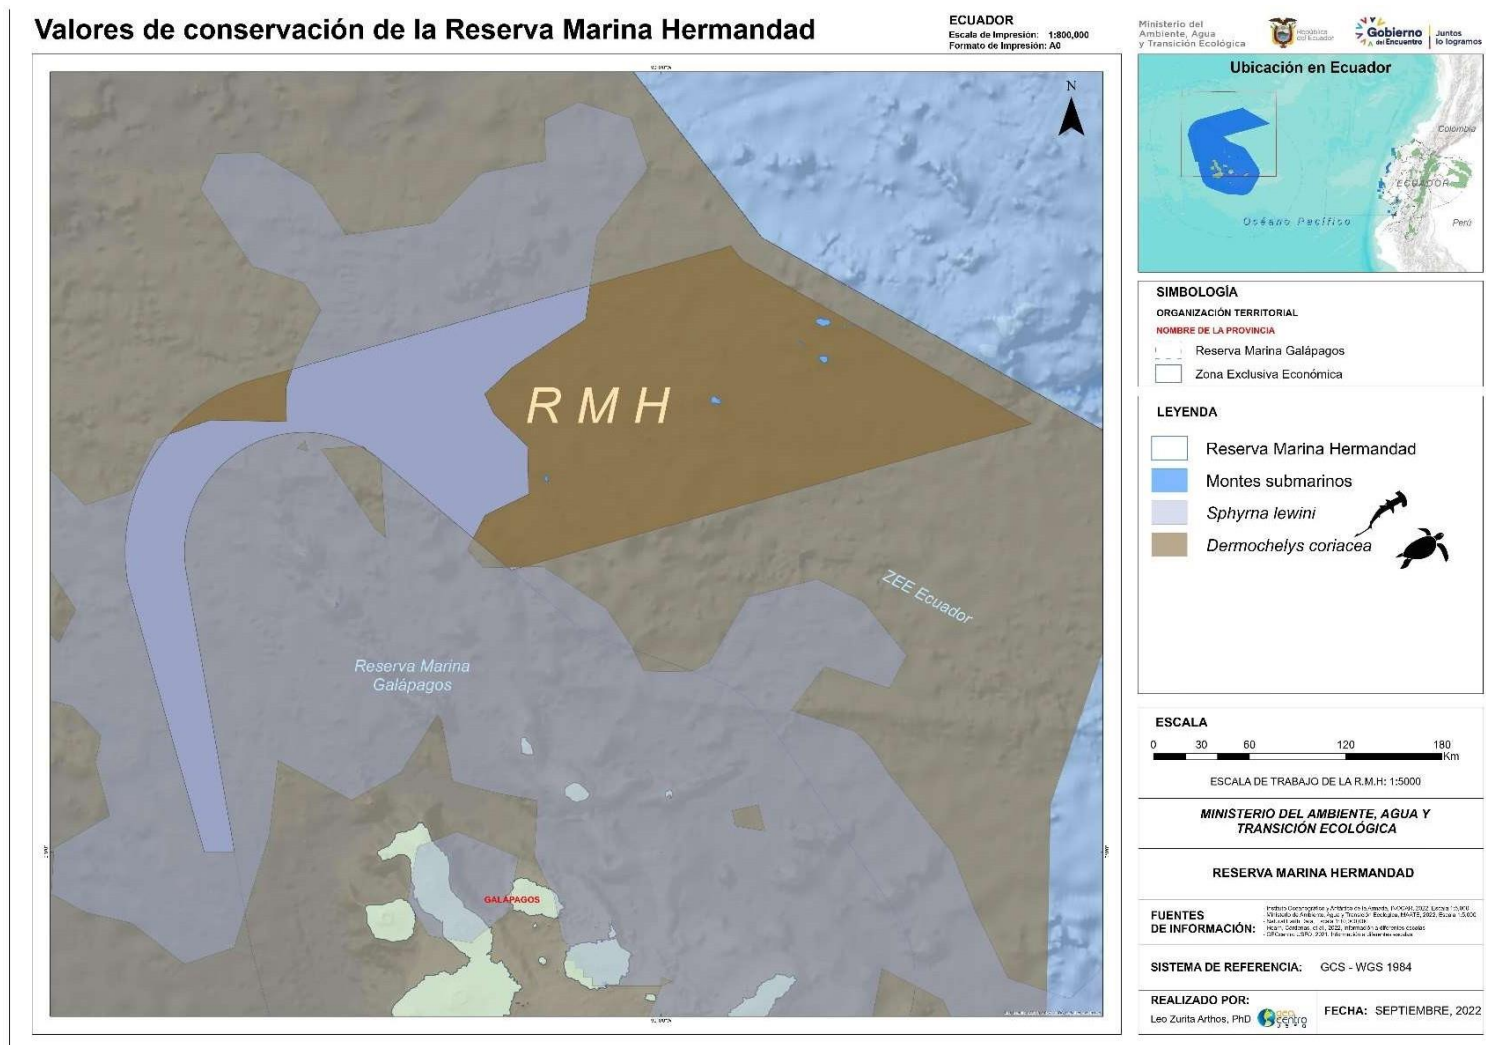 Valores de conservación de la Reserva Marina Hermandad
ECUADOR
Escala de Impresión: 1:800,000
Formato de Impresión: A0
Ministerio del
Ambiente, Agua
y Transición Ecológica
República
del Ecuador
Gobierno
del Encuentro
Juntos
lo logramos
N
RMH
ZEE Ecuador
Reserva Marina
Galápagos
GALÁPAGOS
Ubicación en Ecuador
Colombia
ECUADOR
Océano Pacífico
Perú
SIMBOLOGÍA
ORGANIZACIÓN TERRITORIAL
NOMBRE DE LA PROVINCIA
Reserva Marina Galápagos
Zona Exclusiva Económica
LEYENDA
Reserva Marina Hermandad
Montes submarinos
Sphyrna lewini
Dermochelys coriacea
ESCALA
0 30 60 120 180
Km
ESCALA DE TRABAJO DE LA R.M.H: 1:5000
MINISTERIO DEL AMBIENTE, AGUA Y
TRANSICIÓN ECOLÓGICA
RESERVA MARINA HERMANDAD
FUENTES
DE INFORMACIÓN:
SISTEMA DE REFERENCIA: GCS - WGS 1984
REALIZADO POR:
Leo Zurita Arthos, PhD
geo
centro
FECHA: SEPTIEMBRE, 2022